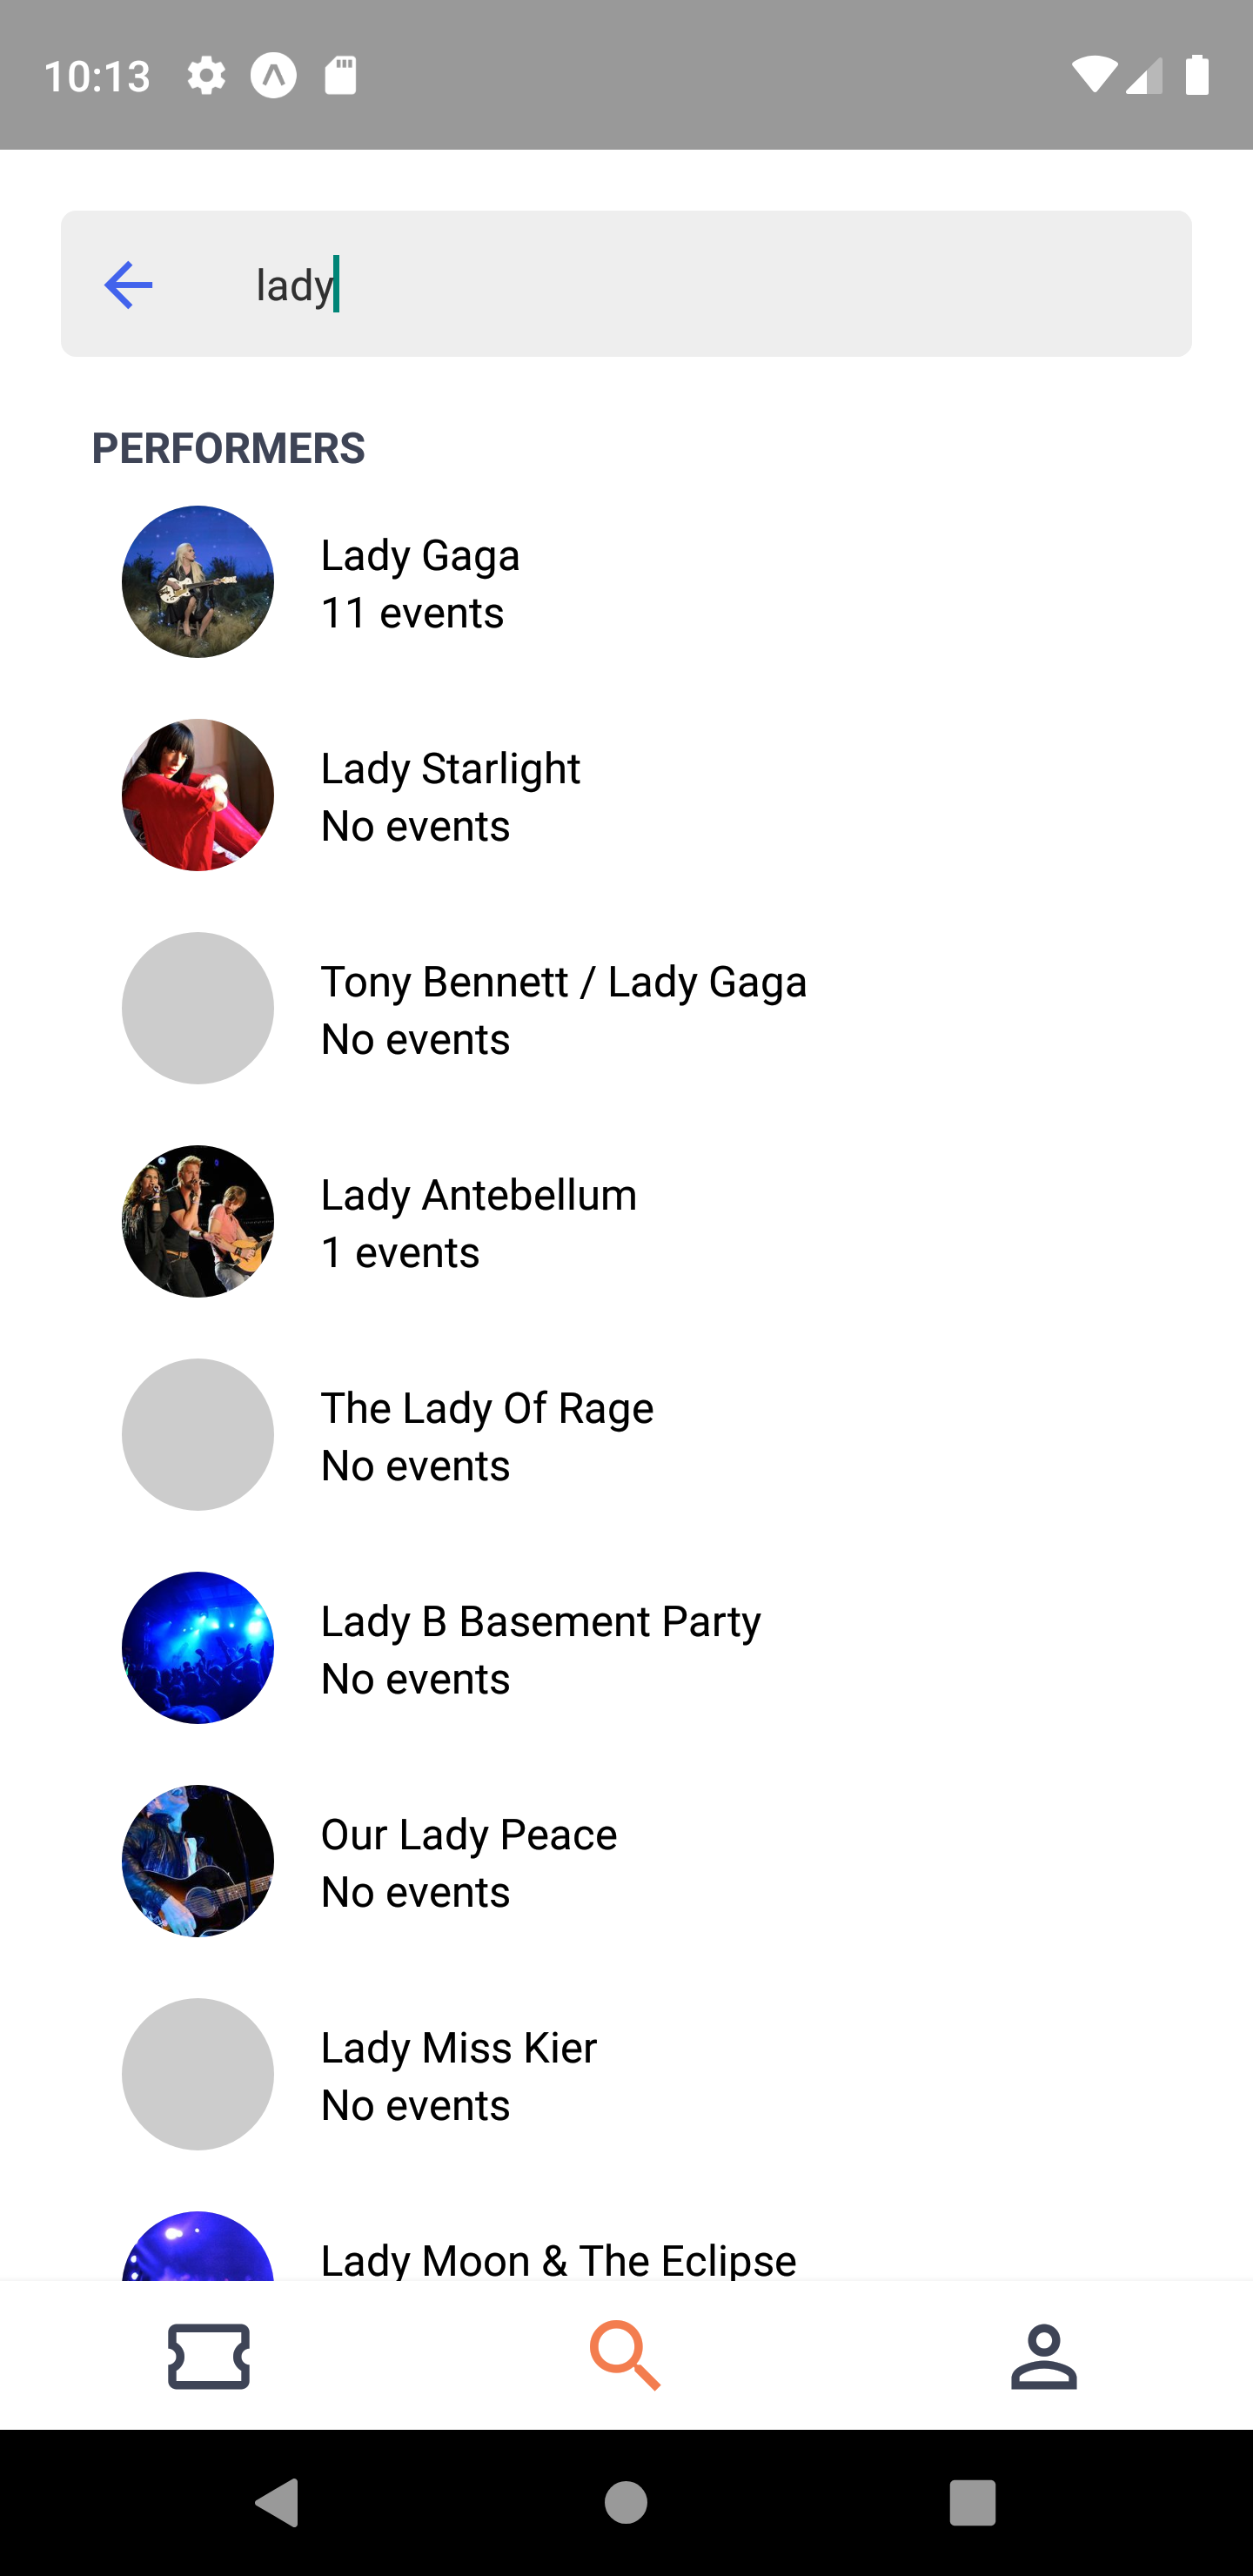 10:13
lady
PERFORMERS
Lady Gaga
11 events
Lady Starlight
No events
Tony Bennett / Lady Gaga
No events
Lady Antebellum
1 events
The Lady Of Rage
No events
Lady B Basement Party
No events
Our Lady Peace
No events
Lady Miss Kier
No events
Lady Moon & The Eclipse